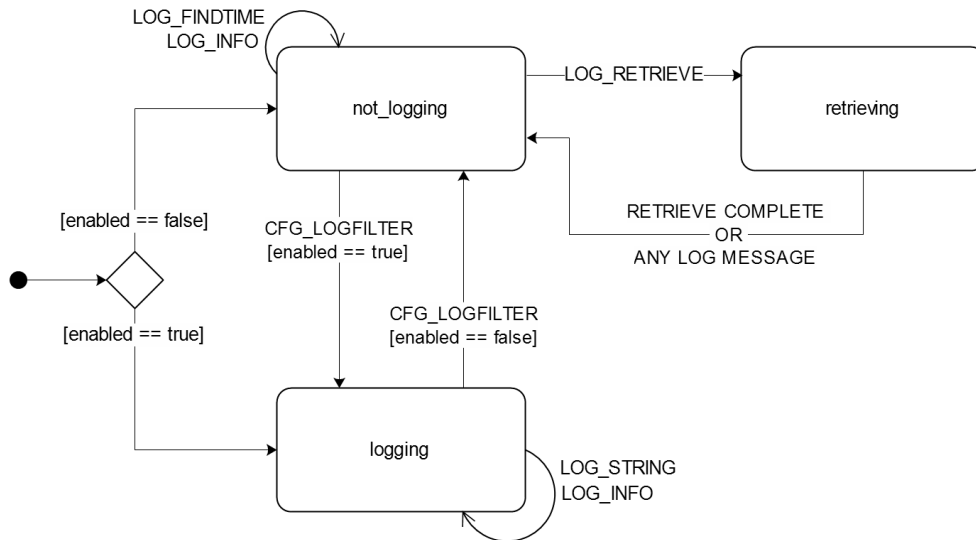 LOG_FINDTIME
LOG_INFO
LOG_RETRIEVE
not_logging
retrieving
[enabled == false]
CFG_LOGFILTER
[enabled == true]
RETRIEVE COMPLETE
OR
ANY LOG MESSAGE
[enabled == true]
CFG_LOGFILTER
[enabled == false]
logging
LOG_STRING
LOG_INFO